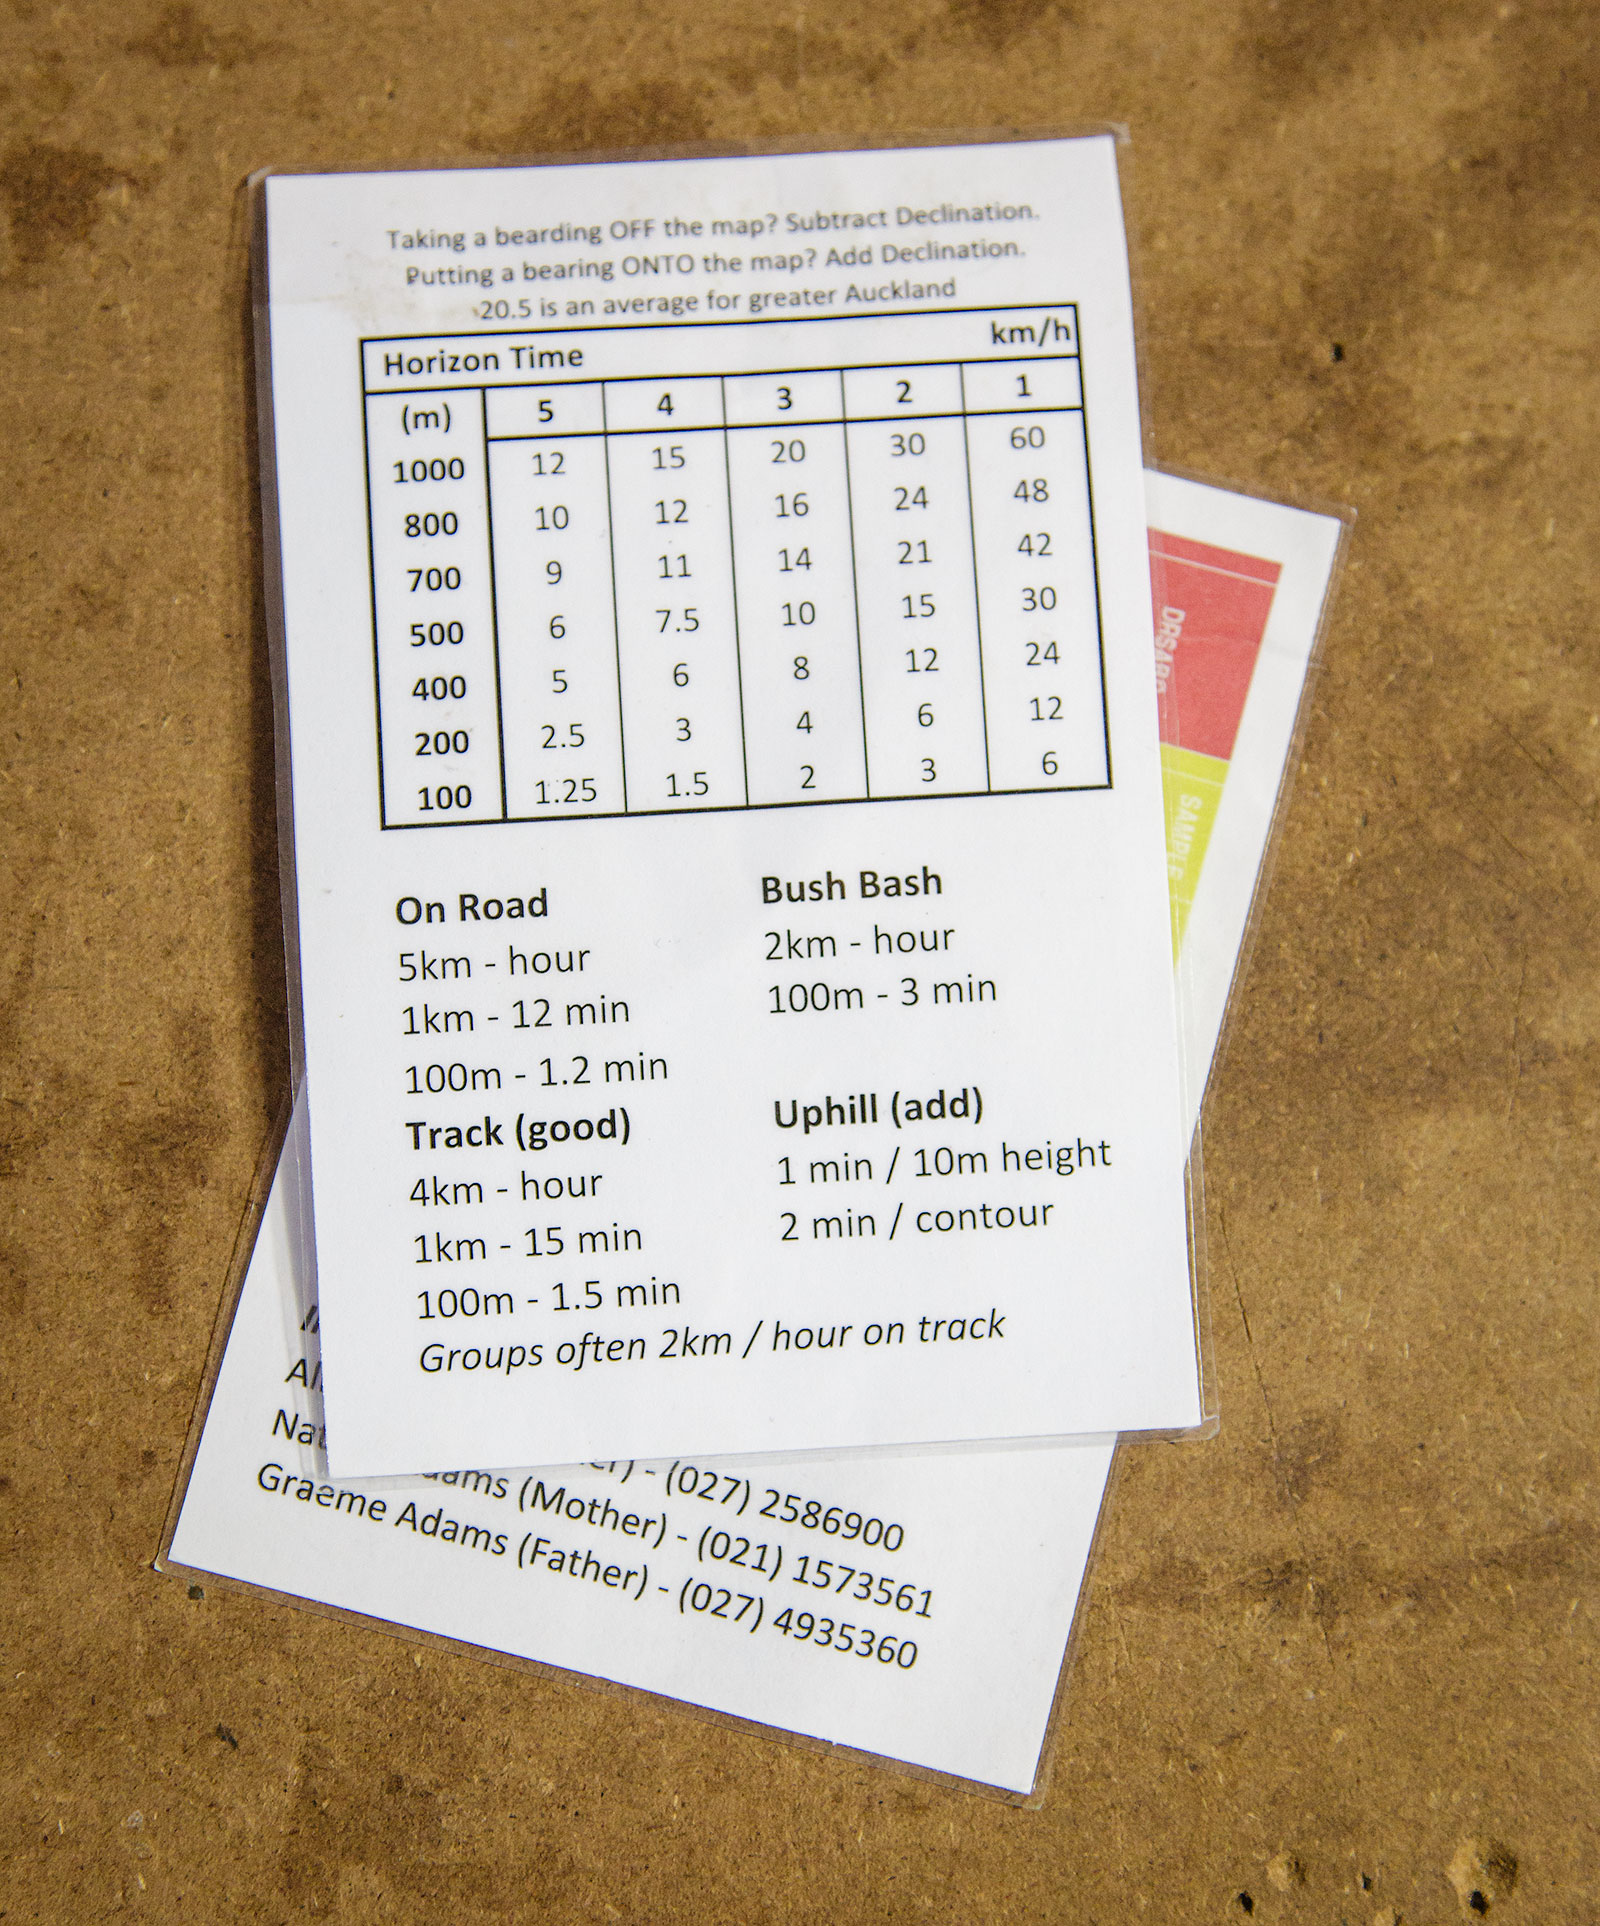 Taking a bearding OFF the map? Subtract Declination.
Putting a bearing ONTO the map? Add Declination.
20.5 is an average for greater Auckland
Horizon Time km/h
(m) 5 4 3 2 1
1000 12 15 20 30 60
800 10 12 16 24 48
700 9 11 14 21 42
500 6 7.5 10 15 30
400 5 6 8 12 24
200 2.5 3 4 6 12
100 1.25 1.5 2 3 6
On Road
5km - hour
1km - 12 min
100m - 1.2 min
Track (good)
4km - hour
1km - 15 min
100m - 1.5 min
Bush Bash
2km - hour
100m - 3 min
Uphill (add)
1 min / 10m height
2 min / contour
Groups often 2km / hour on track
- (027) 2586900
(Mother) - (021) 1573561
Graeme Adams (Father) - (027) 4935360
SAMPLE